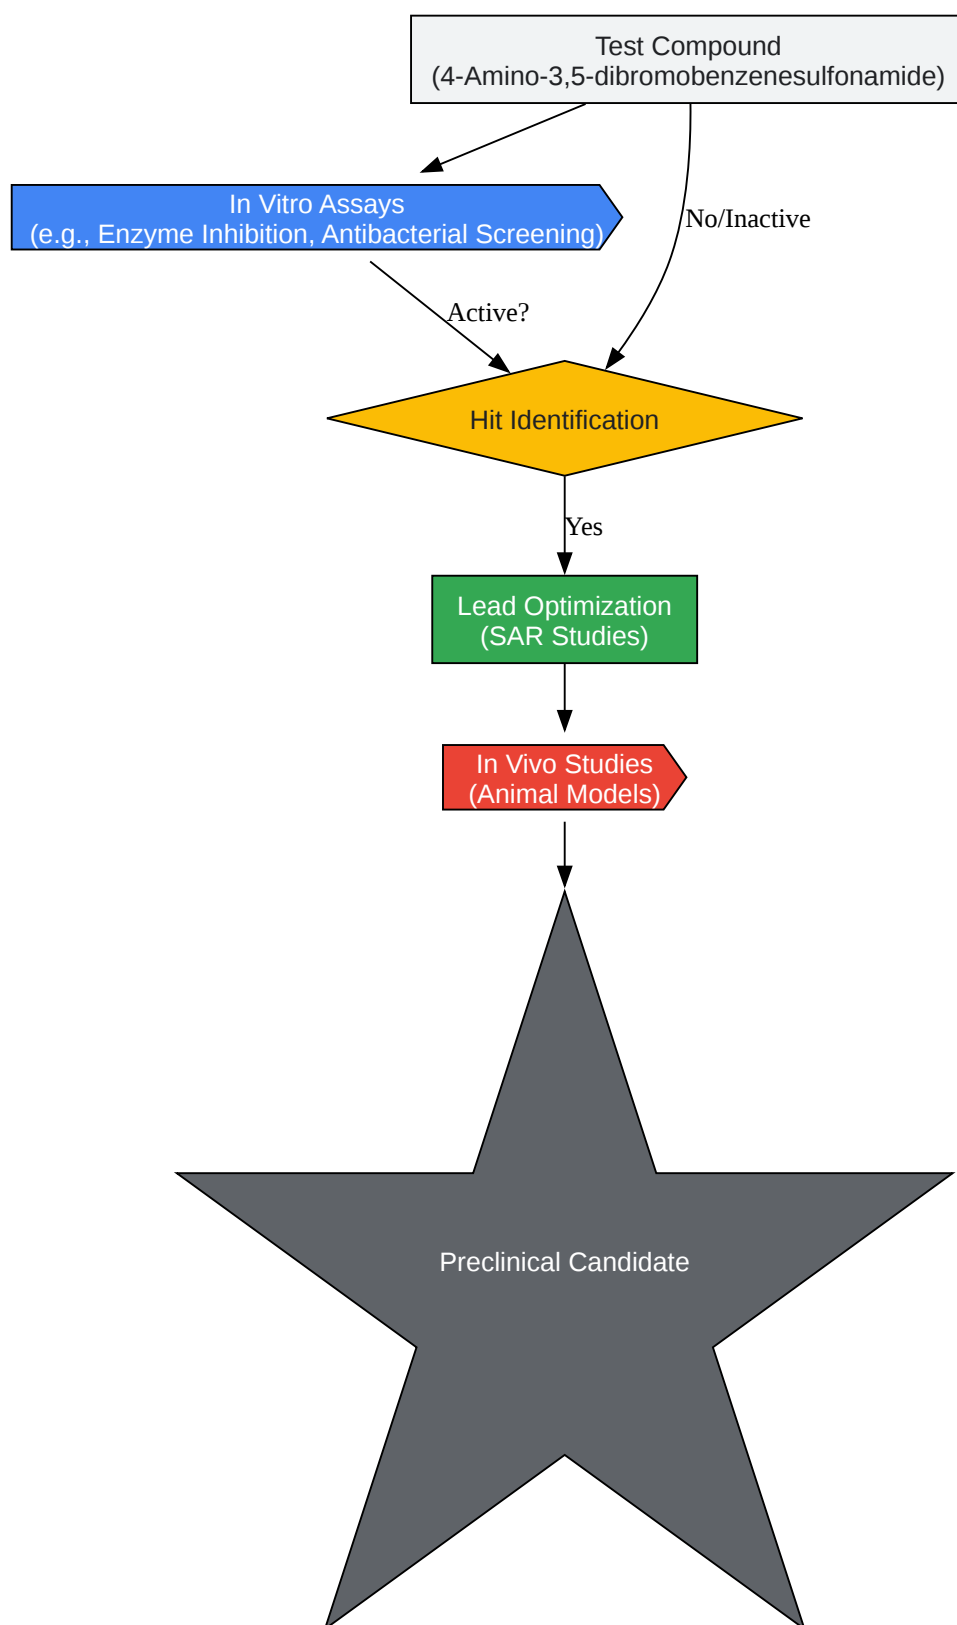 Test Compound
(4-Amino-3,5-dibromobenzenesulfonamide)
In Vitro Assays
(e.g., Enzyme Inhibition, Antibacterial Screening)
No/Inactive
Active?
Hit Identification
Yes
Lead Optimization
(SAR Studies)
In Vivo Studies
(Animal Models)
Preclinical Candidate